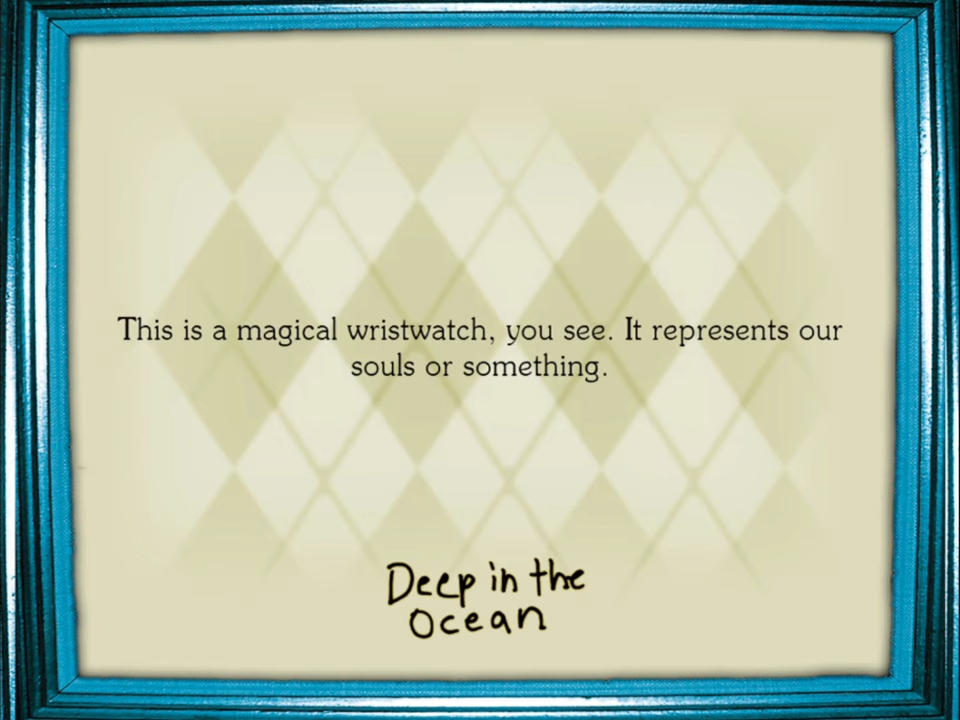 This is a magical wristwatch, you see. It represents our
souls or something.
Deep in the
Ocean